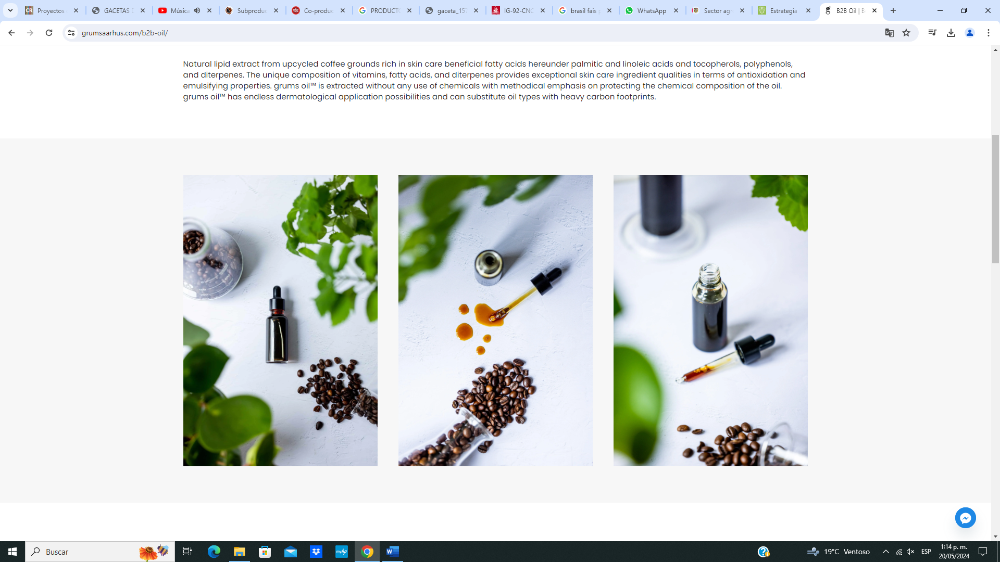 Proyectos
GACETAS D
Música
Subproduc
Co-produc
PRODUCTO
gaceta_157
IG-92-CNC
brasil fais p
WhatsApp
Sector agr
Estrategia
B2B Oil | B
grumsaarhus.com/b2b-oil/
Natural lipid extract from upcycled coffee grounds rich in skin care beneficial fatty acids hereunder palmitic and linoleic acids and tocopherols, polyphenols,
and diterpenes. The unique composition of vitamins, fatty acids, and diterpenes provides exceptional skin care ingredient qualities in terms of antioxidation and
emulsifying properties. grums oil™ is extracted without any use of chemicals with methodical emphasis on protecting the chemical composition of the oil.
grums oil™ has endless dermatological application possibilities and can substitute oil types with heavy carbon footprints.
Buscar
19°C Ventoso
ESP
1:14 p. m.
20/05/2024